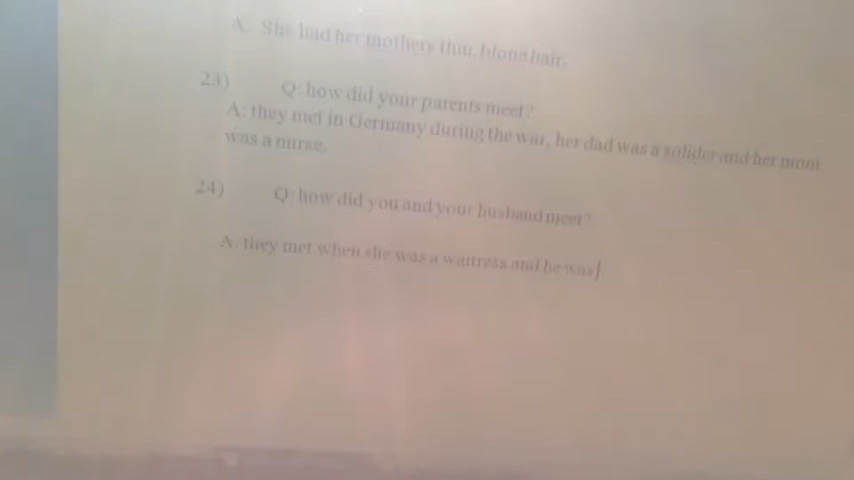 A. She had her mothers thin, blond hair.
23) Q: how did your parents meet?
A: they met in Germany during the war, her dad was a solider and her mom
was a nurse.
24) Q: how did you and your husband meet?
A: they met when she was a waitress and he was